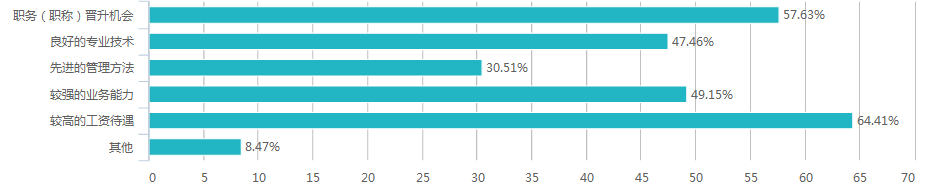 职务（职称）晋升机会 57.63%
良好的专业技术 47.46%
先进的管理方法 30.51%
较强的业务能力 49.15%
较高的工资待遇 64.41%
其他 8.47%
0 5 10 15 20 25 30 35 40 45 50 55 60 65 70